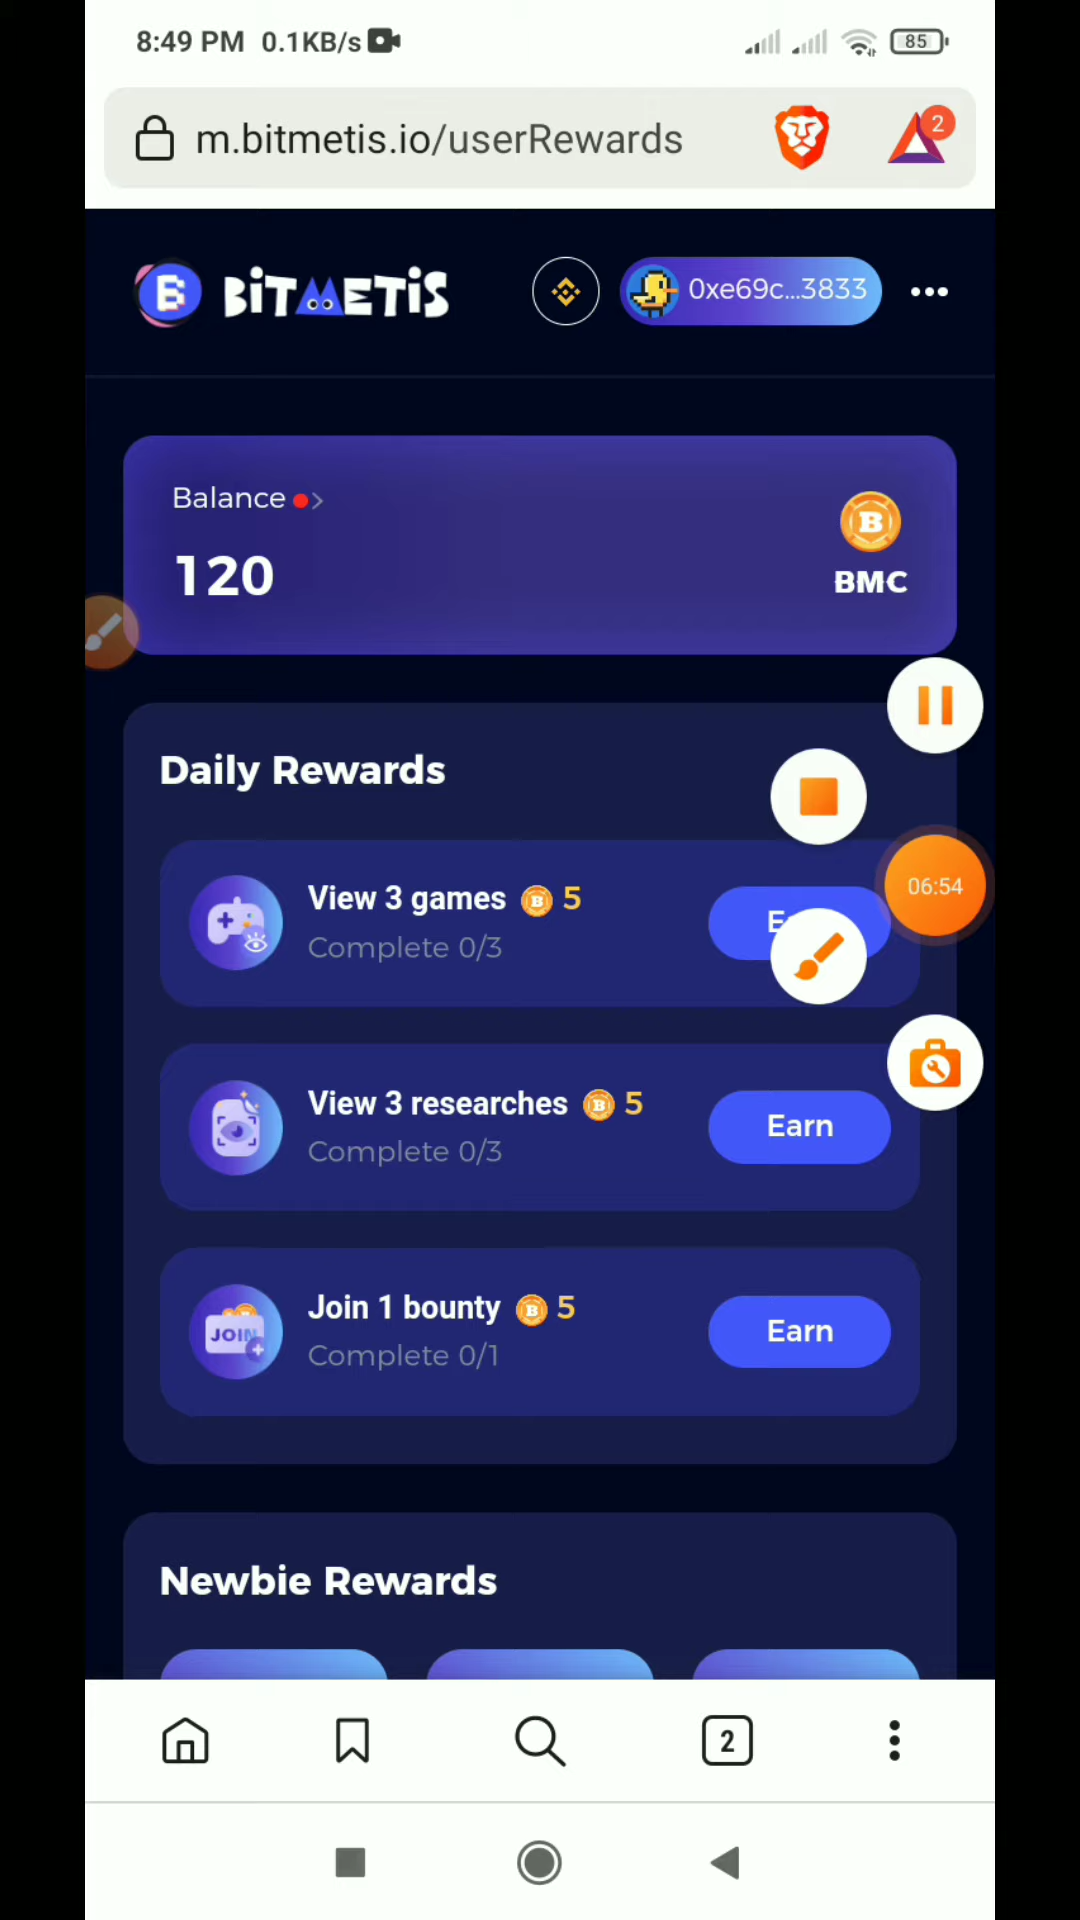 8:49 PM 0.1KB/s 85
m.bitmetis.io/userRewards 2
BiTMETiS 0xe69c...3833
Balance
120
BMC
Daily Rewards
06:54
View 3 games 5
Complete 0/3
View 3 researches 5
Complete 0/3
Earn
Join 1 bounty 5
Complete 0/1
JOIN
Earn
Newbie Rewards
2